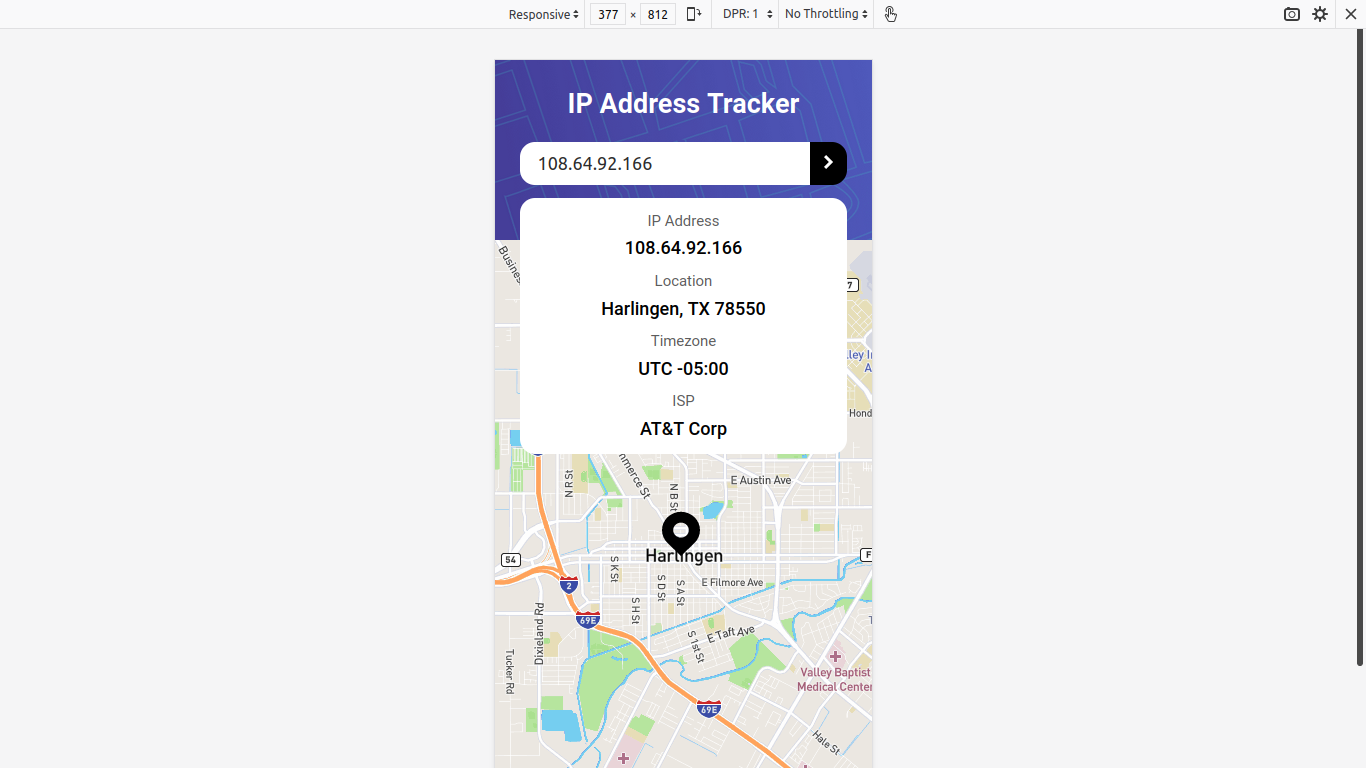 Responsive 377 × 812 DPR: 1 No Throttling
IP Address Tracker
108.64.92.166
IP Address
108.64.92.166
Location
Harlingen, TX 78550
Timezone
UTC -05:00
ISP
AT&T Corp
Busines
7
lley In
A
Hond
N R St
mmerce St
N B St
E Austin Ave
54
Harlingen
F
2
S K St
S D St
S A St
E Filmore Ave
69E
S H St
Dixieland Rd
S 1st St
E Taft Ave
Tucker Rd
Valley Baptist
Medical Center
69E
Hale St